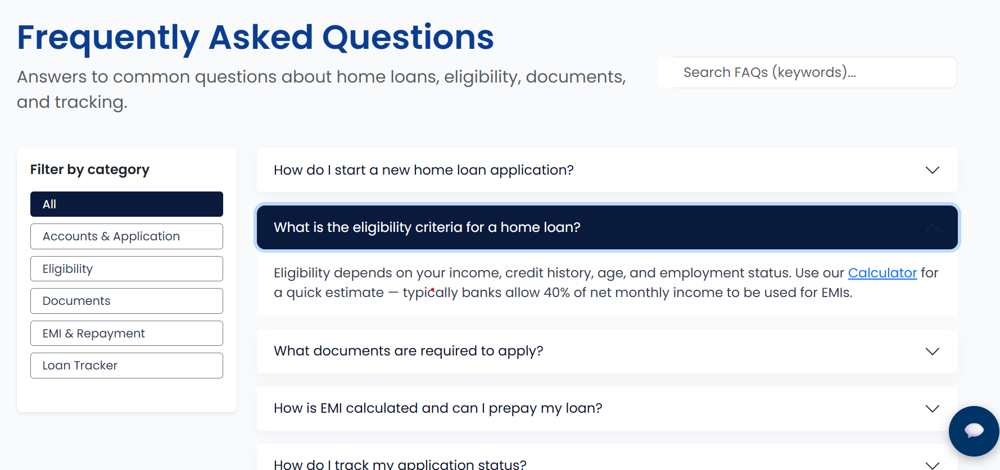 Frequently Asked Questions
Answers to common questions about home loans, eligibility, documents,
and tracking.
Search FAQs (keywords)...
Filter by category
All
Accounts & Application
Eligibility
Documents
EMI & Repayment
Loan Tracker
How do I start a new home loan application?
What is the eligibility criteria for a home loan?
Eligibility depends on your income, credit history, age, and employment status. Use our Calculator for
a quick estimate — typically banks allow 40% of net monthly income to be used for EMIs.
What documents are required to apply?
How is EMI calculated and can I prepay my loan?
How do I track my application status?